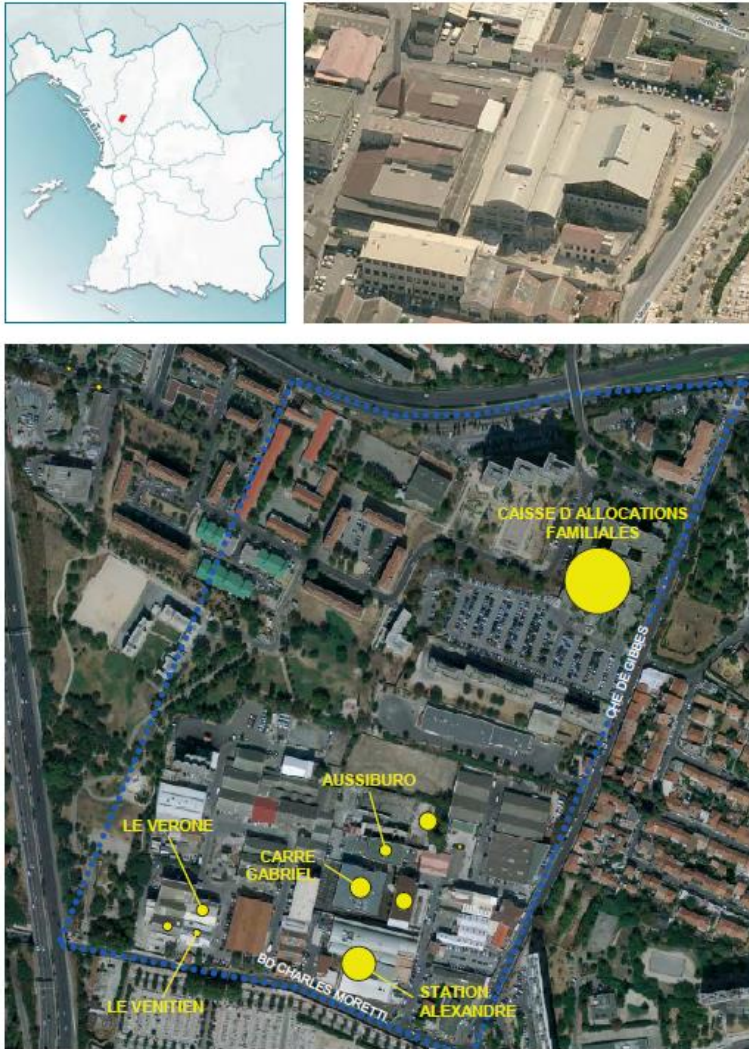 CAISSE D ALLOCATIONS
FAMILIALES
CHE DE GIBBES
AUSSIBURO
LE VERONE
CARRE
GABRIEL
BD CHARLES MORETTI
STATION
ALEXANDRE
LE VENITIEN